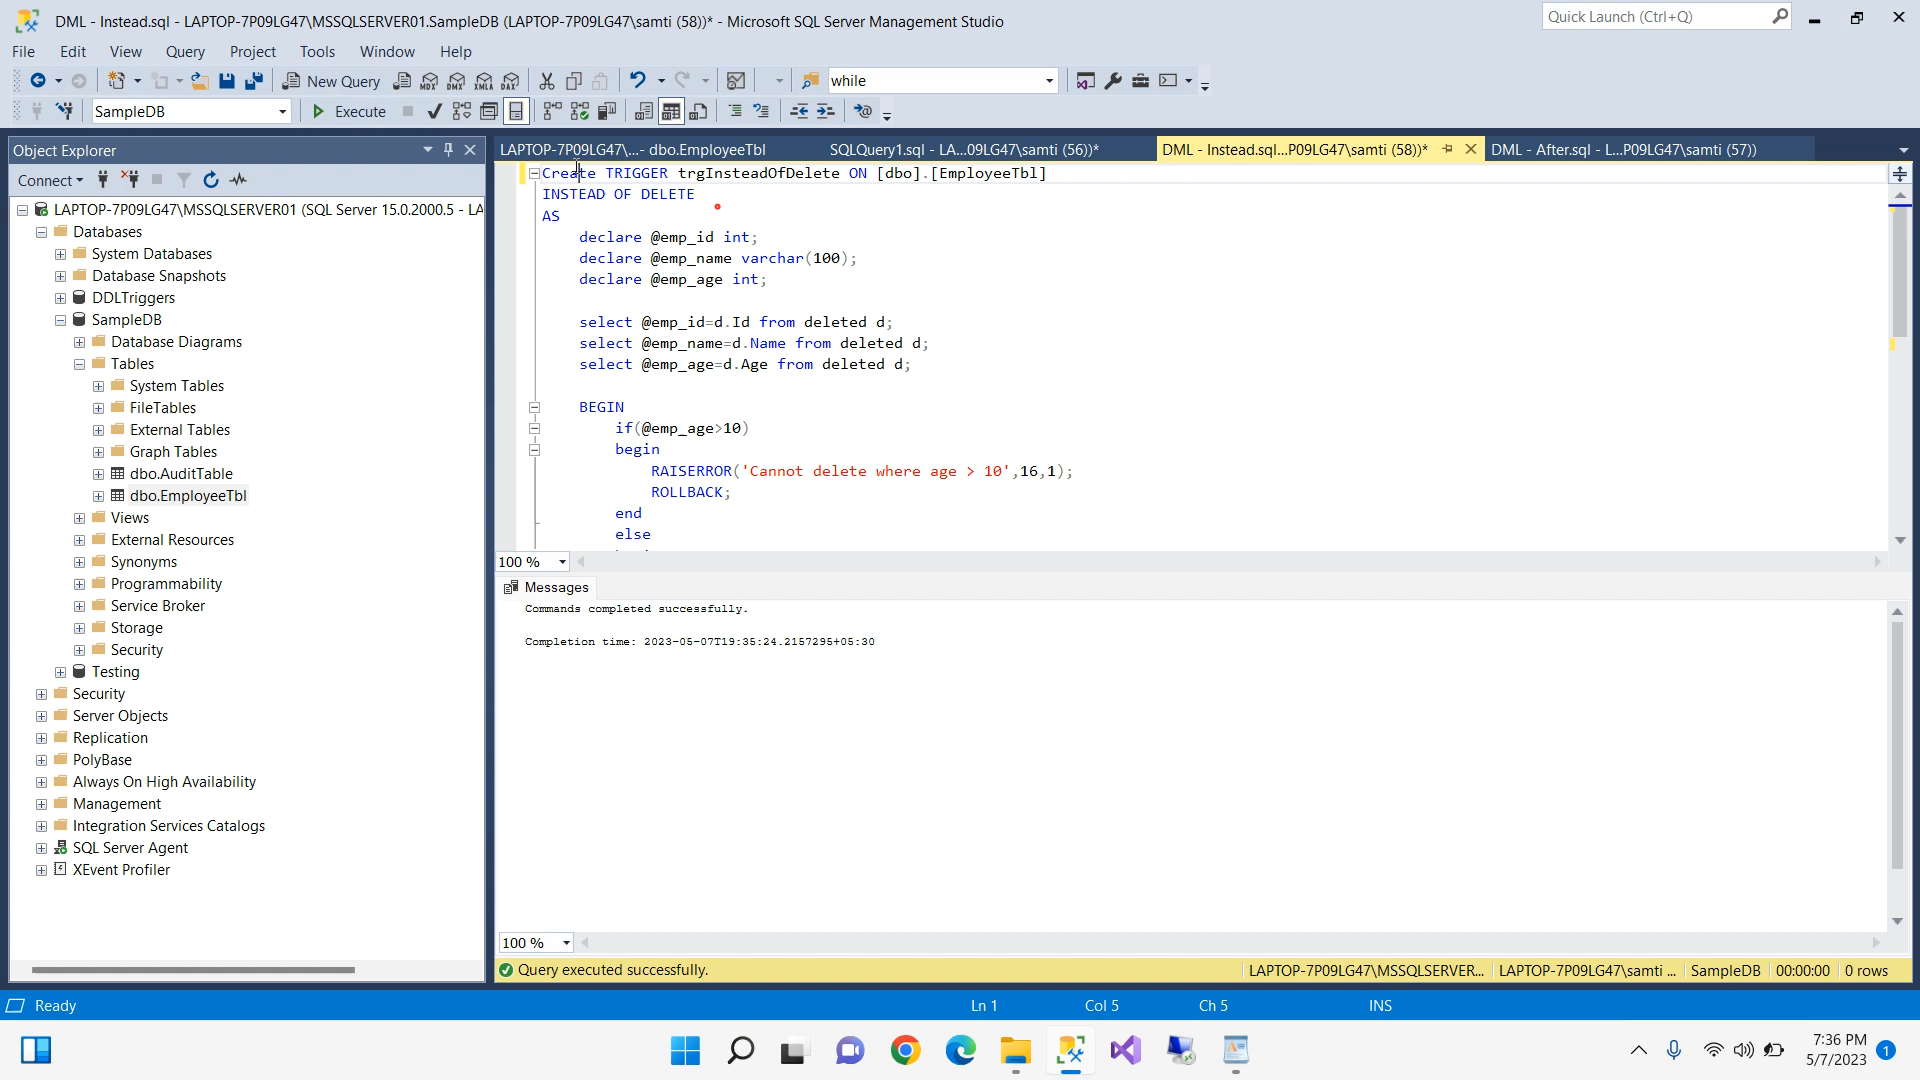 DML - Instead.sql - LAPTOP-7P09LG47\MSSQLSERVER01.SampleDB (LAPTOP-7P09LG47\samti (58))* - Microsoft SQL Server Management Studio
Quick Launch (Ctrl+Q)
File Edit View Query Project Tools Window Help
New Query
MDX DMX XMLA DAX
while
SampleDB
Execute
Object Explorer
LAPTOP-7P09LG47\...- dbo.EmployeeTbl
SQLQuery1.sql - LA...09LG47\samti (56))*
DML - Instead.sql...P09LG47\samti (58))*
DML - After.sql - L...P09LG47\samti (57))
Connect
LAPTOP-7P09LG47\MSSQLSERVER01 (SQL Server 15.0.2000.5 - LA
Databases
System Databases
Database Snapshots
DDLTriggers
SampleDB
Database Diagrams
Tables
System Tables
FileTables
External Tables
Graph Tables
dbo.AuditTable
dbo.EmployeeTbl
Views
External Resources
Synonyms
Programmability
Service Broker
Storage
Security
Testing
Security
Server Objects
Replication
PolyBase
Always On High Availability
Management
Integration Services Catalogs
SQL Server Agent
XEvent Profiler
Create TRIGGER trgInsteadOfDelete ON [dbo].[EmployeeTbl]
INSTEAD OF DELETE
AS
declare @emp_id int;
declare @emp_name varchar(100);
declare @emp_age int;
select @emp_id=d.Id from deleted d;
select @emp_name=d.Name from deleted d;
select @emp_age=d.Age from deleted d;
BEGIN
if(@emp_age>10)
begin
RAISERROR('Cannot delete where age > 10',16,1);
ROLLBACK;
end
else
100 %
Messages
Commands completed successfully.
Completion time: 2023-05-07T19:35:24.2157295+05:30
100 %
Query executed successfully.
LAPTOP-7P09LG47\MSSQLSERVER...
LAPTOP-7P09LG47\samti ...
SampleDB
00:00:00
0 rows
Ready
Ln 1
Col 5
Ch 5
INS
7:36 PM
5/7/2023
1